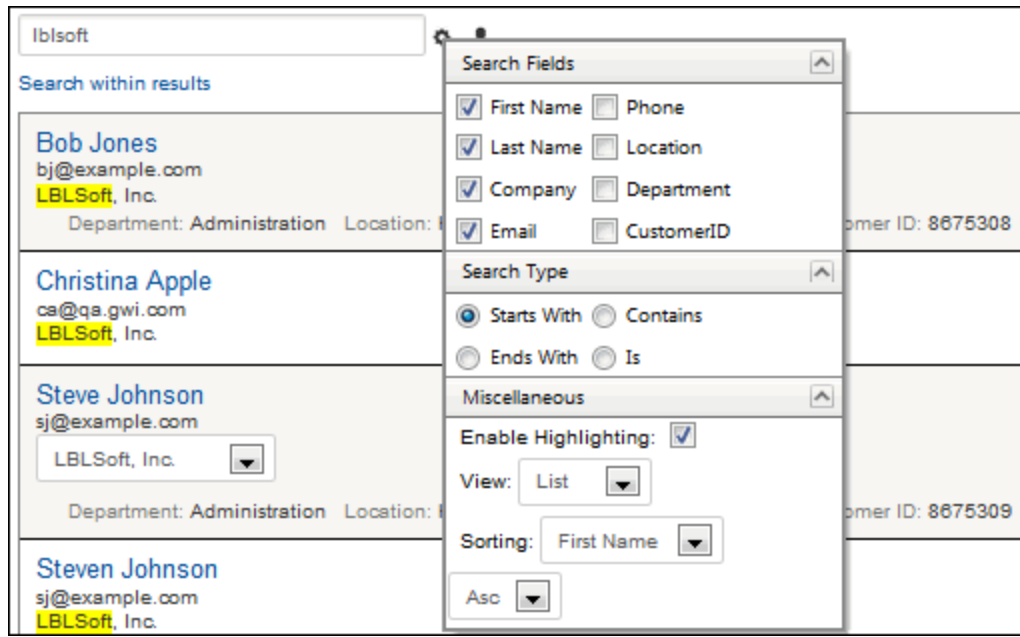 lblsoft
Search within results
Bob Jones
bj@example.com
LBLSoft, Inc.
Department: Administration Location:
omer ID: 8675308
Christina Apple
ca@qa.gwi.com
LBLSoft, Inc.
Steve Johnson
sj@example.com
LBLSoft, Inc.
Department: Administration Location:
omer ID: 8675309
Steven Johnson
sj@example.com
LBLSoft, Inc.
Search Fields
First Name Phone
Last Name Location
Company Department
Email CustomerID
Search Type
Starts With Contains
Ends With Is
Miscellaneous
Enable Highlighting:
View: List
Sorting: First Name
Asc